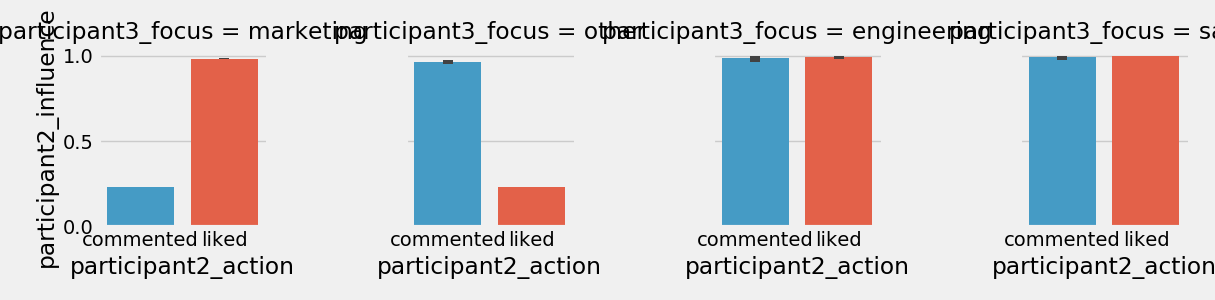 participant3_focus = marketing
participant3_focus = other
participant3_focus = engineering
participant3_focus = sa
participant2_influence
1.0
0.5
0.0
commented liked
commented liked
commented liked
commented liked
participant2_action
participant2_action
participant2_action
participant2_action